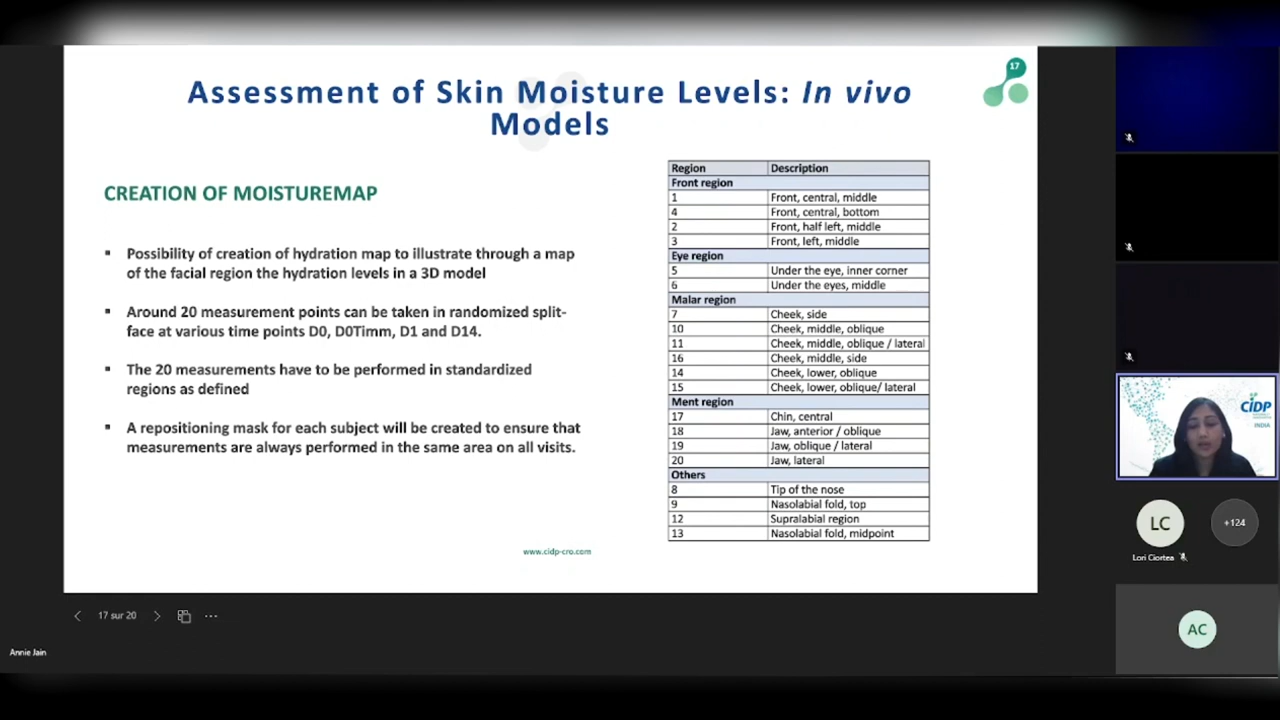 17
Assessment of Skin Moisture Levels: In vivo
Models
CREATION OF MOISTUREMAP
▪ Possibility of creation of hydration map to illustrate through a map
of the facial region the hydration levels in a 3D model
▪ Around 20 measurement points can be taken in randomized split-
face at various time points D0, D0Timm, D1 and D14.
▪ The 20 measurements have to be performed in standardized
regions as defined
▪ A repositioning mask for each subject will be created to ensure that
measurements are always performed in the same area on all visits.
Region Description
Front region
1 Front, central, middle
4 Front, central, bottom
2 Front, half left, middle
3 Front, left, middle
Eye region
5 Under the eye, inner corner
6 Under the eyes, middle
Malar region
7 Cheek, side
10 Cheek, middle, oblique
11 Cheek, middle, oblique / lateral
16 Cheek, middle, side
14 Cheek, lower, oblique
15 Cheek, lower, oblique/ lateral
Ment region
17 Chin, central
18 Jaw, anterior / oblique
19 Jaw, oblique / lateral
20 Jaw, lateral
Others
8 Tip of the nose
9 Nasolabial fold, top
12 Supralabial region
13 Nasolabial fold, midpoint
www.cidp-cro.com
CiDP
INDIA
LC
+124
Lori Ciortea
AC
17 sur 20
Annie Jain